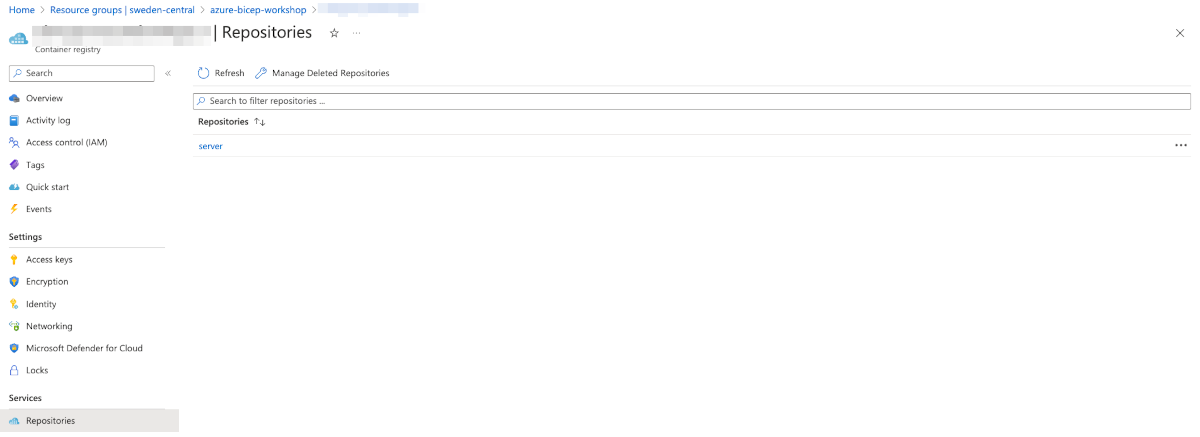 Home > Resource groups | sweden-central > azure-bicep-workshop >
| Repositories
Container registry
Search
Overview
Activity log
Access control (IAM)
Tags
Quick start
Events
Settings
Access keys
Encryption
Identity
Networking
Microsoft Defender for Cloud
Locks
Services
Repositories
Refresh Manage Deleted Repositories
Search to filter repositories ...
Repositories
server